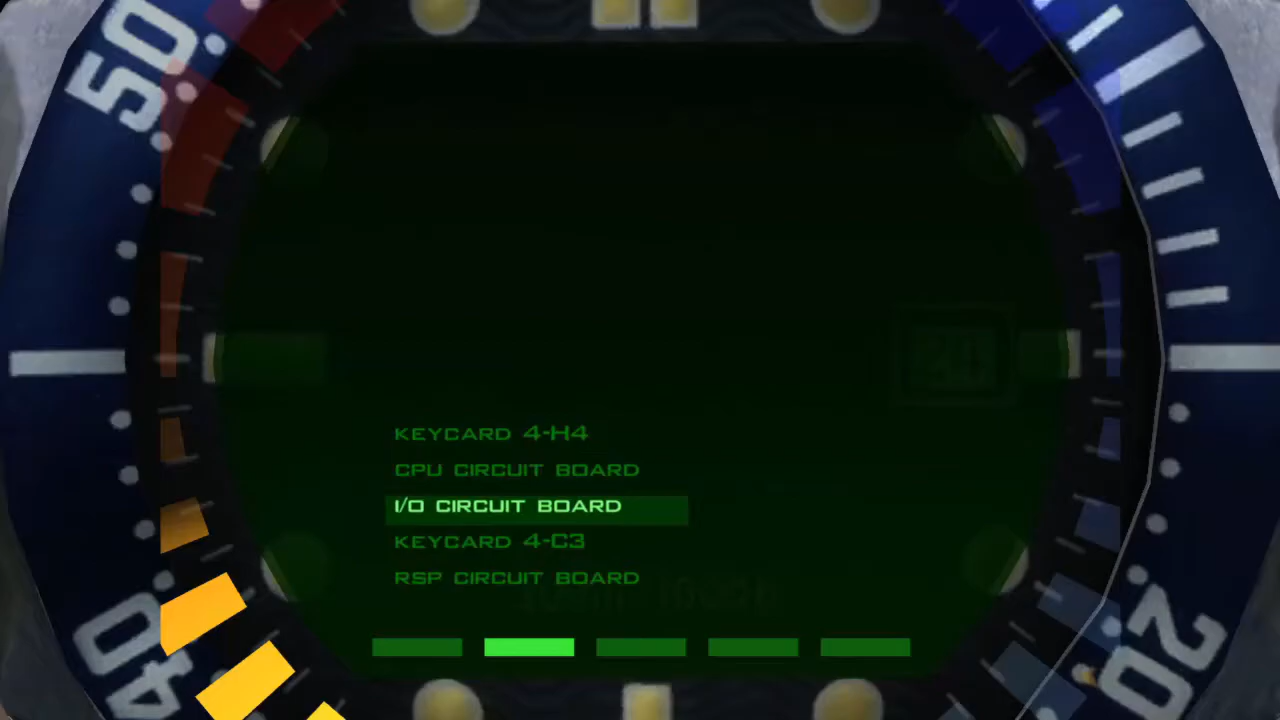 50
KEYCARD 4-H4
CPU CIRCUIT BOARD
I/O CIRCUIT BOARD
KEYCARD 4-C3
RSP CIRCUIT BOARD
40
20